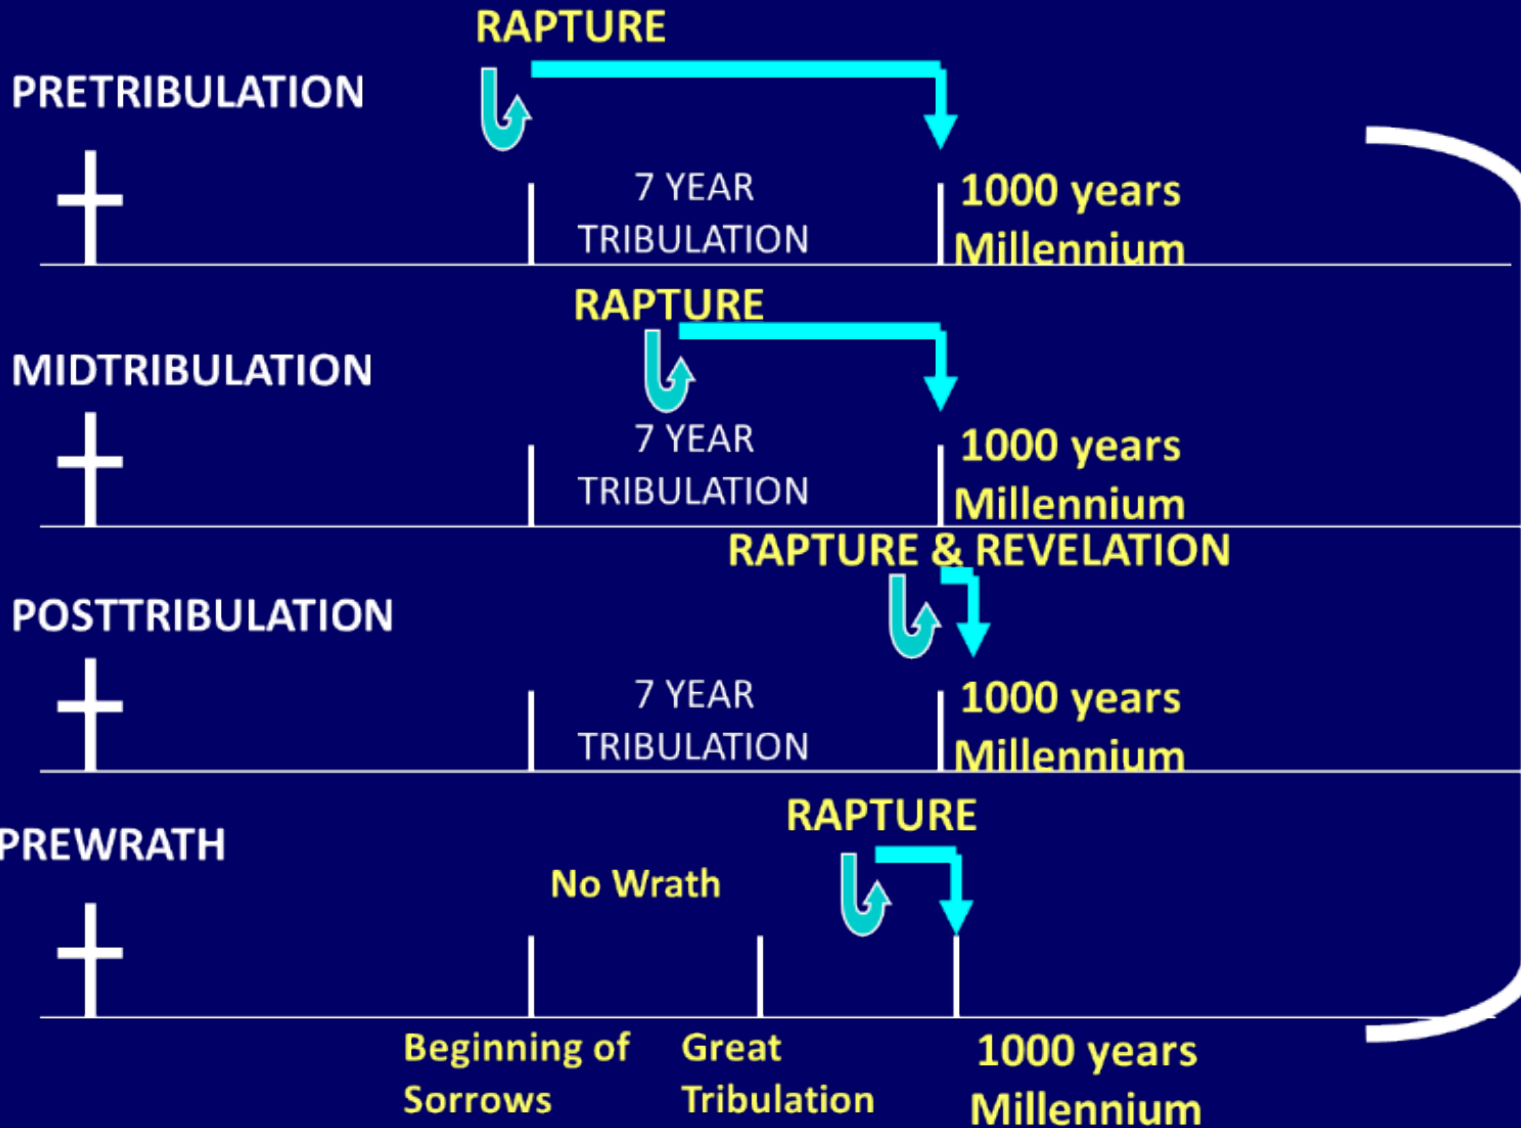 RAPTURE
PRETRIBULATION
7 YEAR
TRIBULATION
1000 years
Millennium
RAPTURE
MIDTRIBULATION
7 YEAR
TRIBULATION
1000 years
Millennium
RAPTURE & REVELATION
POSTTRIBULATION
7 YEAR
TRIBULATION
1000 years
Millennium
RAPTURE
PREWRATH
No Wrath
Beginning of
Sorrows
Great
Tribulation
1000 years
Millennium